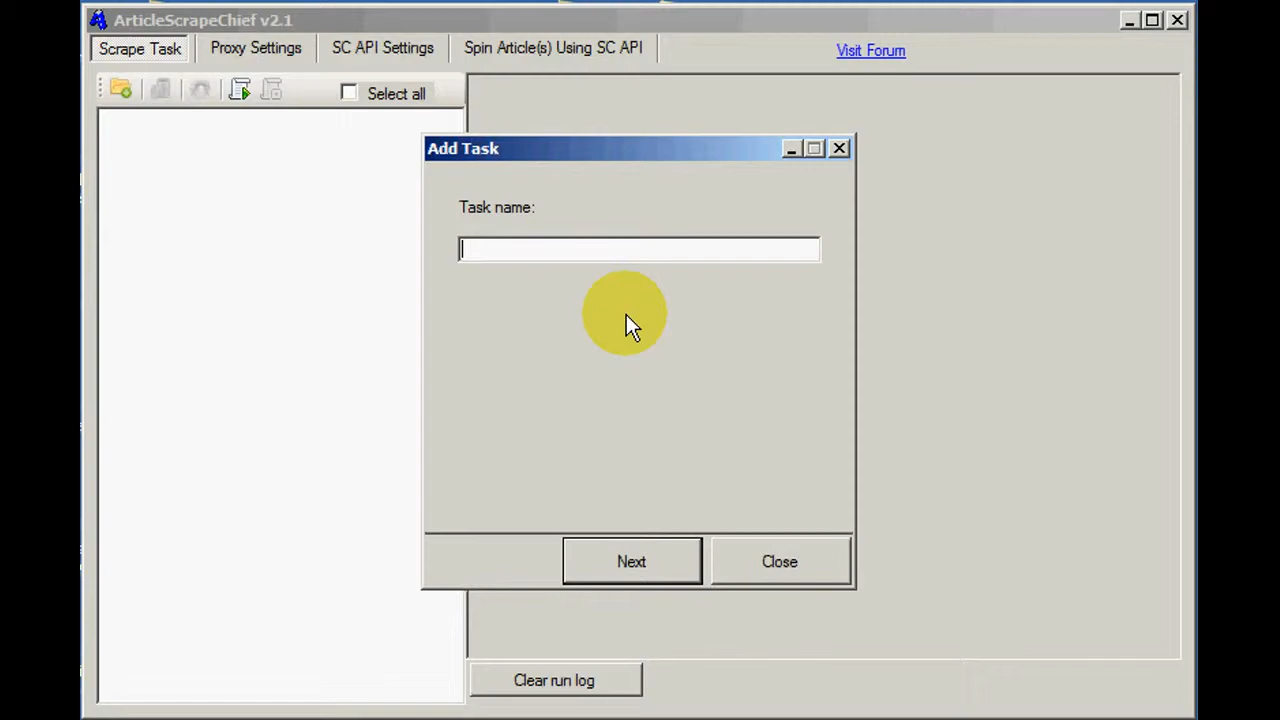 ArticleScrapeChief v2.1
Scrape Task
Proxy Settings
SC API Settings
Spin Article(s) Using SC API
Visit Forum
Select all
Add Task
Task name:
Next
Close
Clear run log